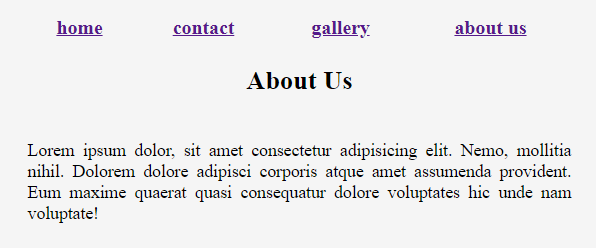 home contact gallery about us
About Us
Lorem ipsum dolor, sit amet consectetur adipisicing elit. Nemo, mollitia
nihil. Dolorem dolore adipisci corporis atque amet assumenda provident.
Eum maxime quaerat quasi consequatur dolore voluptates hic unde nam
voluptate!